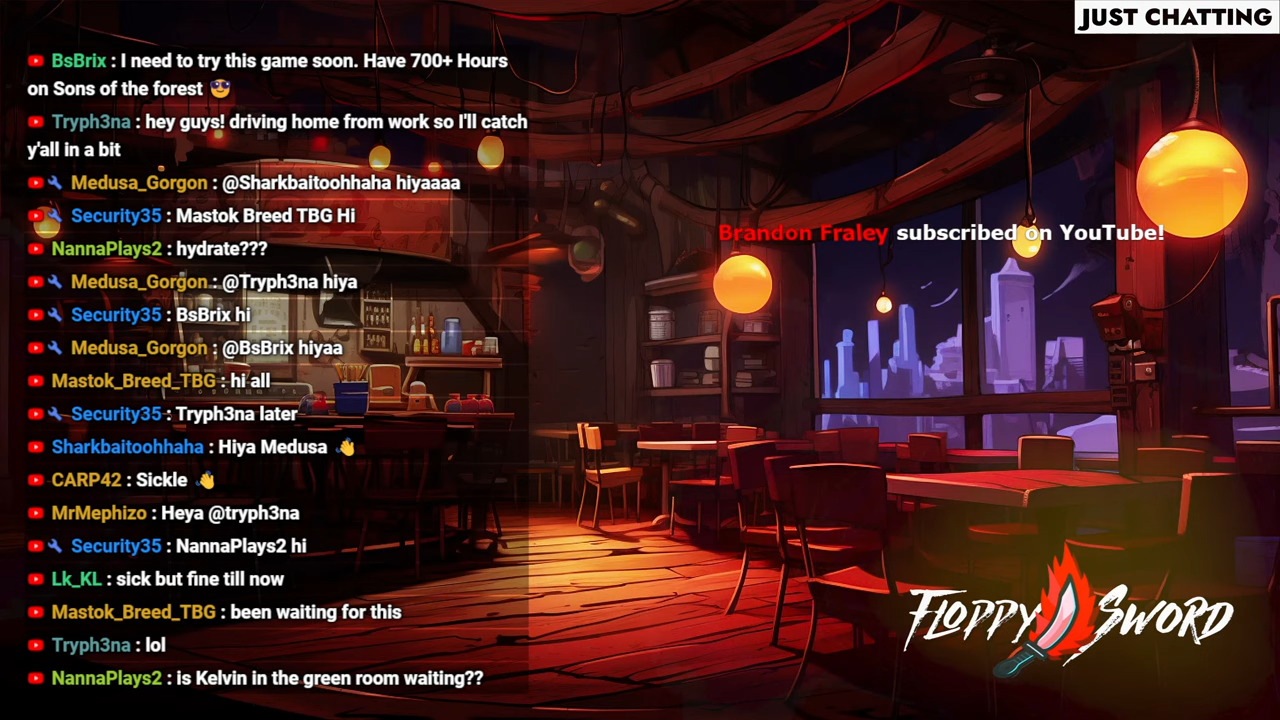 JUST CHATTING
BsBrix : I need to try this game soon. Have 700+ Hours
on Sons of the forest
Tryph3na : hey guys! driving home from work so I'll catch
y'all in a bit
Medusa_Gorgon : @Sharkbaitoohhaha hiyaaaa
Security35 : Mastok Breed TBG Hi
NannaPlays2 : hydrate???
Medusa_Gorgon : @Tryph3na hiya
Security35 : BsBrix hi
Medusa_Gorgon : @BsBrix hiyaa
Mastok_Breed_TBG : hi all
Security35 : Tryph3na later
Sharkbaitoohhaha : Hiya Medusa 👋
CARP42 : Sickle 👋
MrMephizo : Heya @tryph3na
Security35 : NannaPlays2 hi
Lk_KL : sick but fine till now
Mastok_Breed_TBG : been waiting for this
Tryph3na : lol
NannaPlays2 : is Kelvin in the green room waiting??
Brandon Fraley subscribed on YouTube!
FLOPPY SWORD